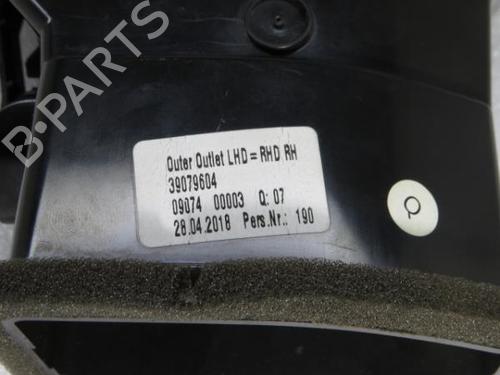 B-PARTS
Outer Outlet LHD = RHD RH
39079604
09074 00003 Q: 07
28.04.2018 Pers.Nr.: 190
Q